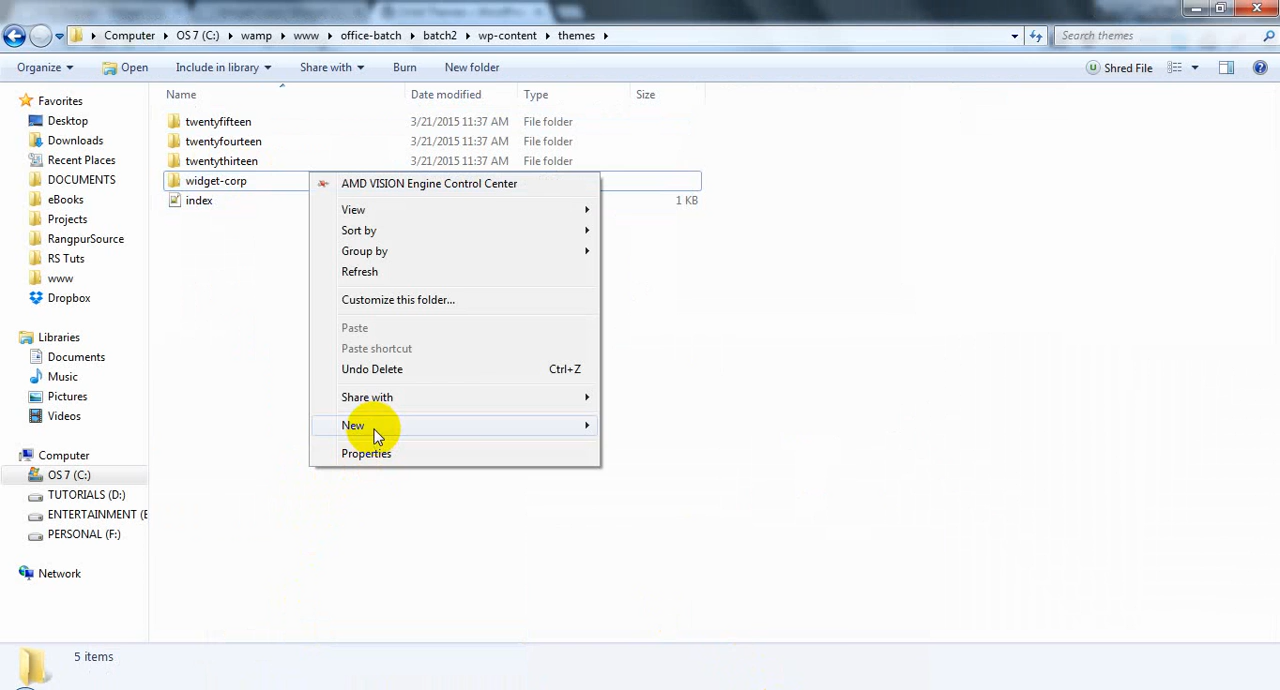 Computer OS 7 (C:) wamp www office-batch batch2 wp-content themes
Search themes
Organize Open Include in library Share with Burn New folder Shred File
Name Date modified Type Size
Favorites
Desktop
Downloads
Recent Places
DOCUMENTS
eBooks
Projects
RangpurSource
RS Tuts
www
Dropbox
Libraries
Documents
Music
Pictures
Videos
Computer
OS 7 (C:)
TUTORIALS (D:)
ENTERTAINMENT (E
PERSONAL (F:)
Network
twentyfifteen 3/21/2015 11:37 AM File folder
twentyfourteen 3/21/2015 11:37 AM File folder
twentythirteen 3/21/2015 11:37 AM File folder
widget-corp
index 1 KB
AMD VISION Engine Control Center
View
Sort by
Group by
Refresh
Customize this folder...
Paste
Paste shortcut
Undo Delete Ctrl+Z
Share with
New
Properties
5 items